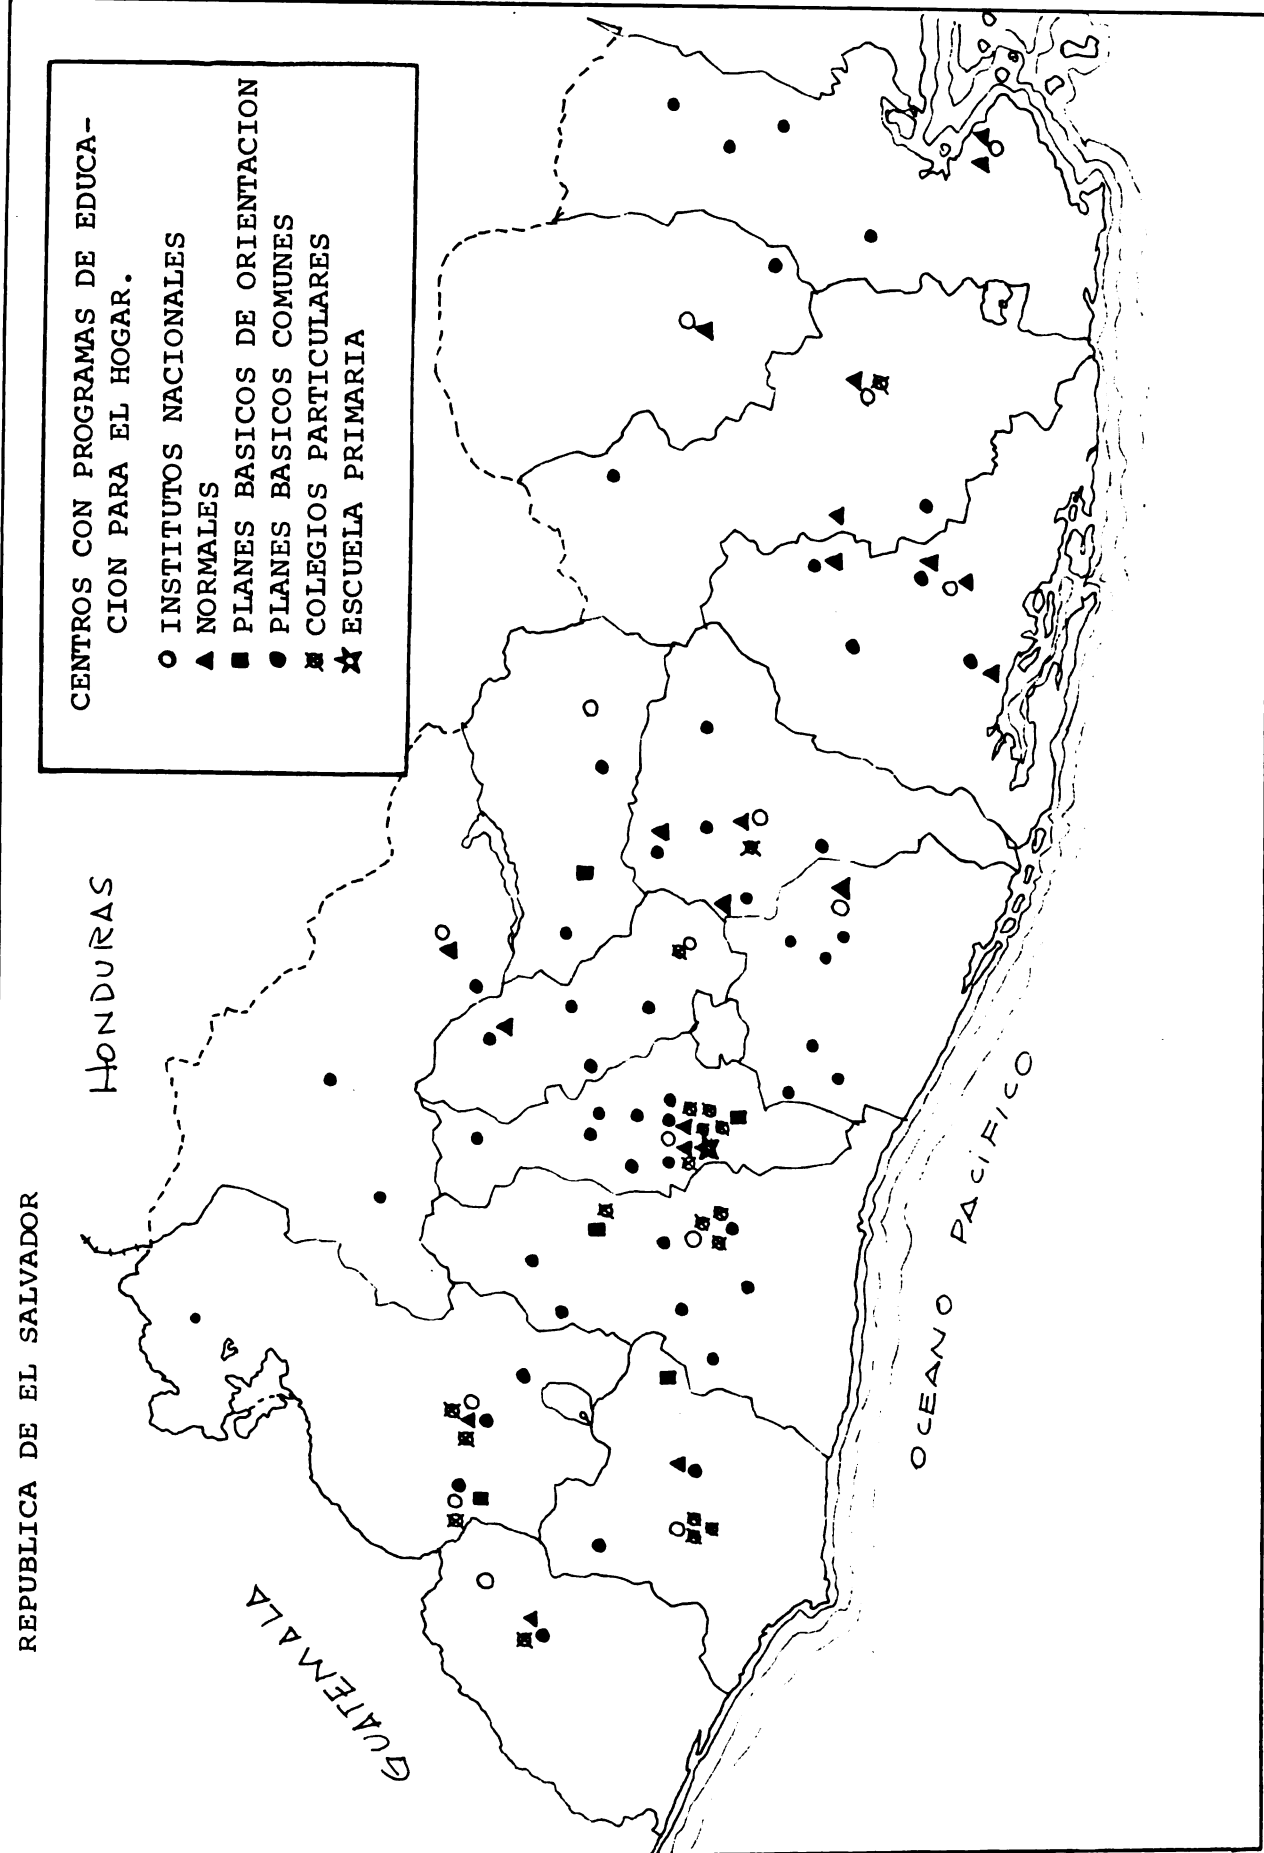 REPUBLICA DE EL SALVADOR
HONDURAS
GUATEMALA
OCEANO PACIFICO
CENTROS CON PROGRAMAS DE EDUCA-
CION PARA EL HOGAR.
INSTITUTOS NACIONALES
NORMALES
PLANES BASICOS DE ORIENTACION
PLANES BASICOS COMUNES
COLEGIOS PARTICULARES
ESCUELA PRIMARIA